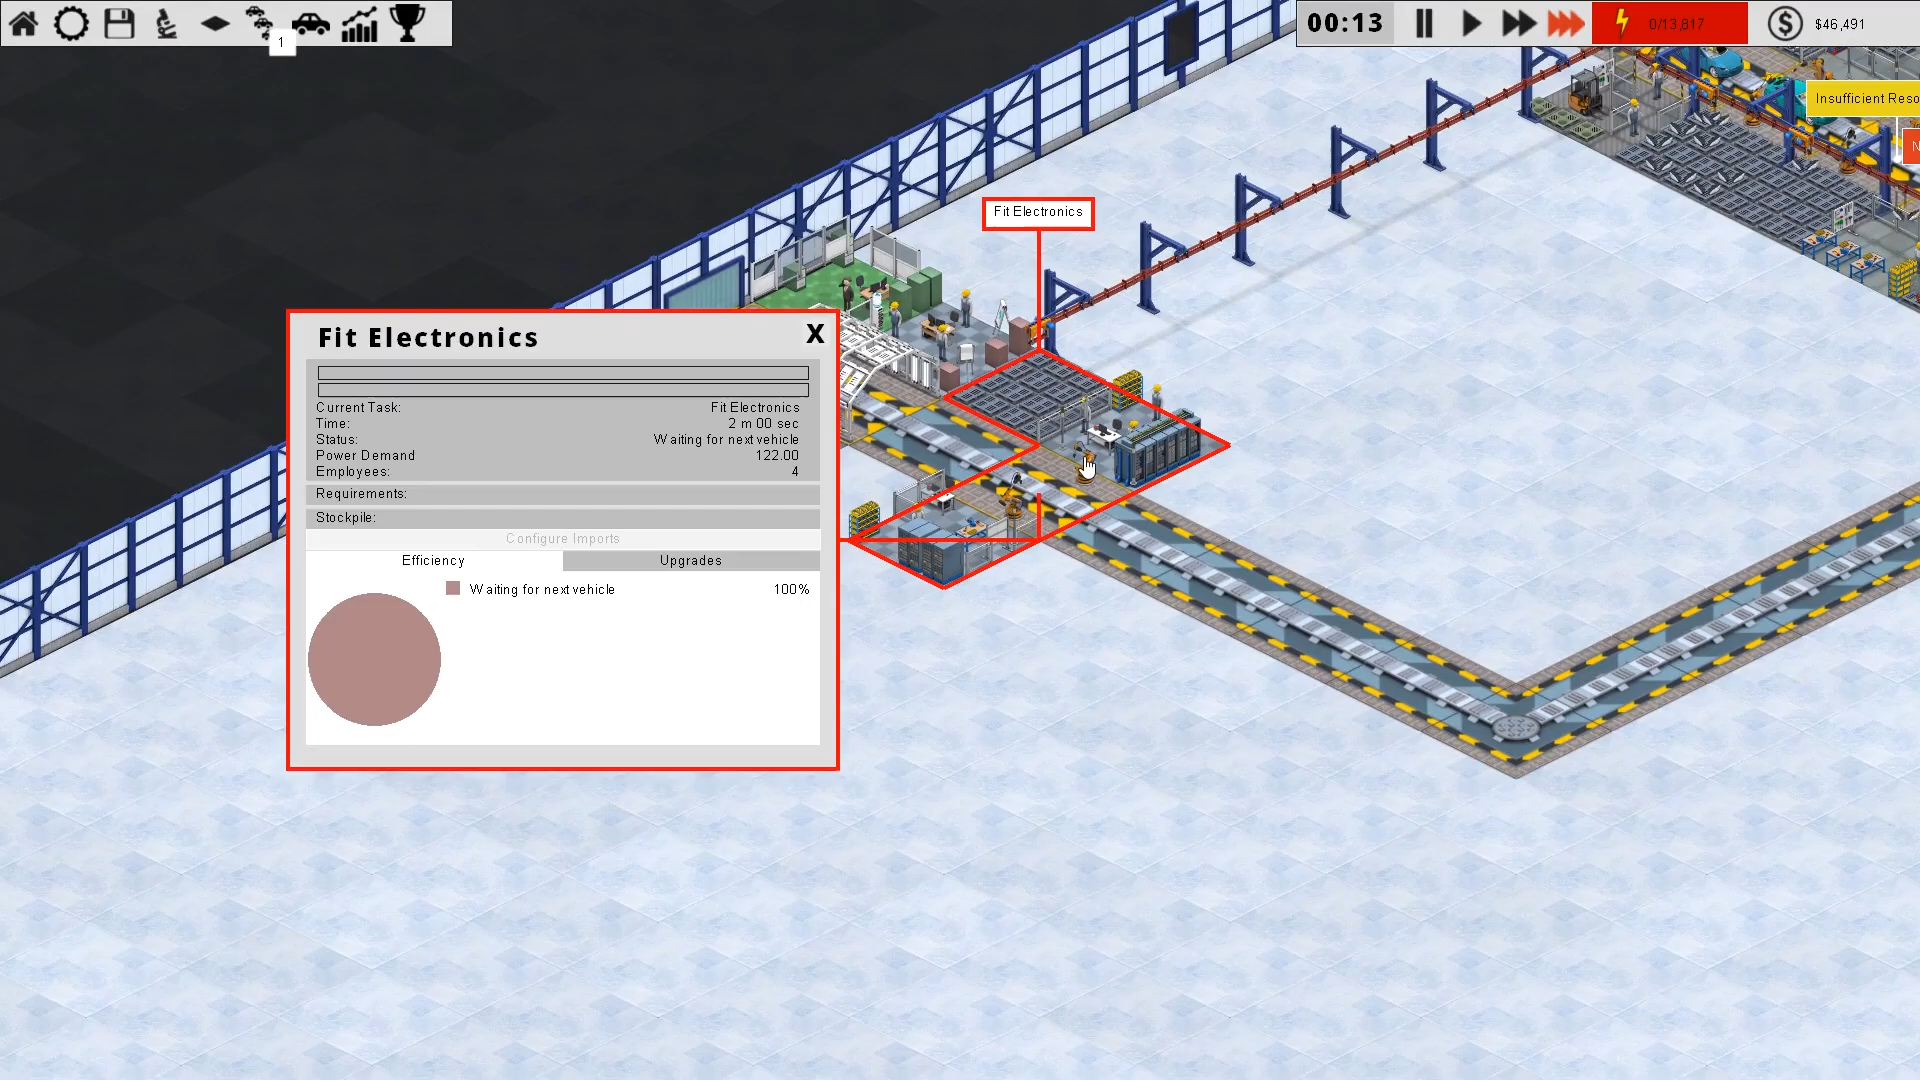 1
00:13
0/13,817
$46,491
Insufficient Reso
N
Fit Electronics
Fit Electronics
X
Current Task: Fit Electronics
Time: 2 m 00 sec
Status: Waiting for next vehicle
Power Demand 122.00
Employees: 4
Requirements:
Stockpile:
Configure Imports
Efficiency Upgrades
Waiting for next vehicle 100%